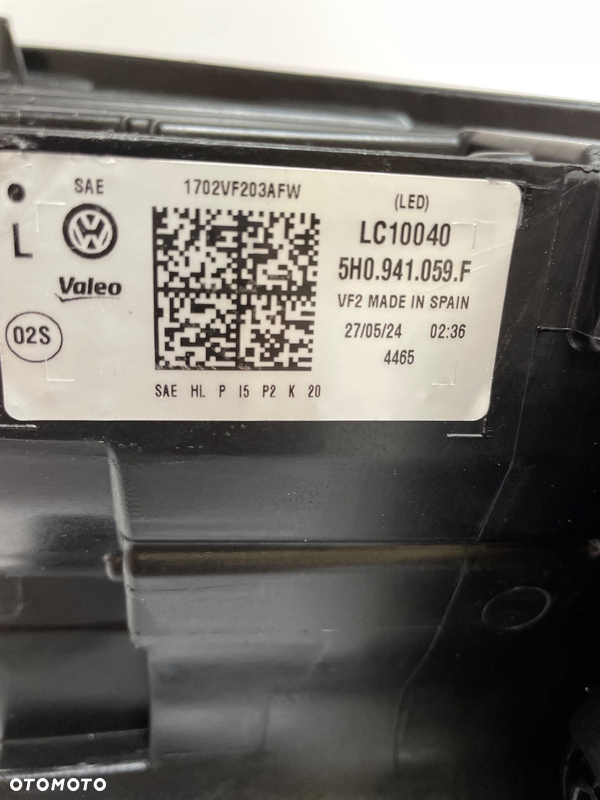 SAE 1702VF203AFW (LED)
L LC10040
Valeo 5H0.941.059.F
VF2 MADE IN SPAIN
02S 27/05/24 02:36
4465
SAE HL P I5 P2 K 20
OTOMOTO